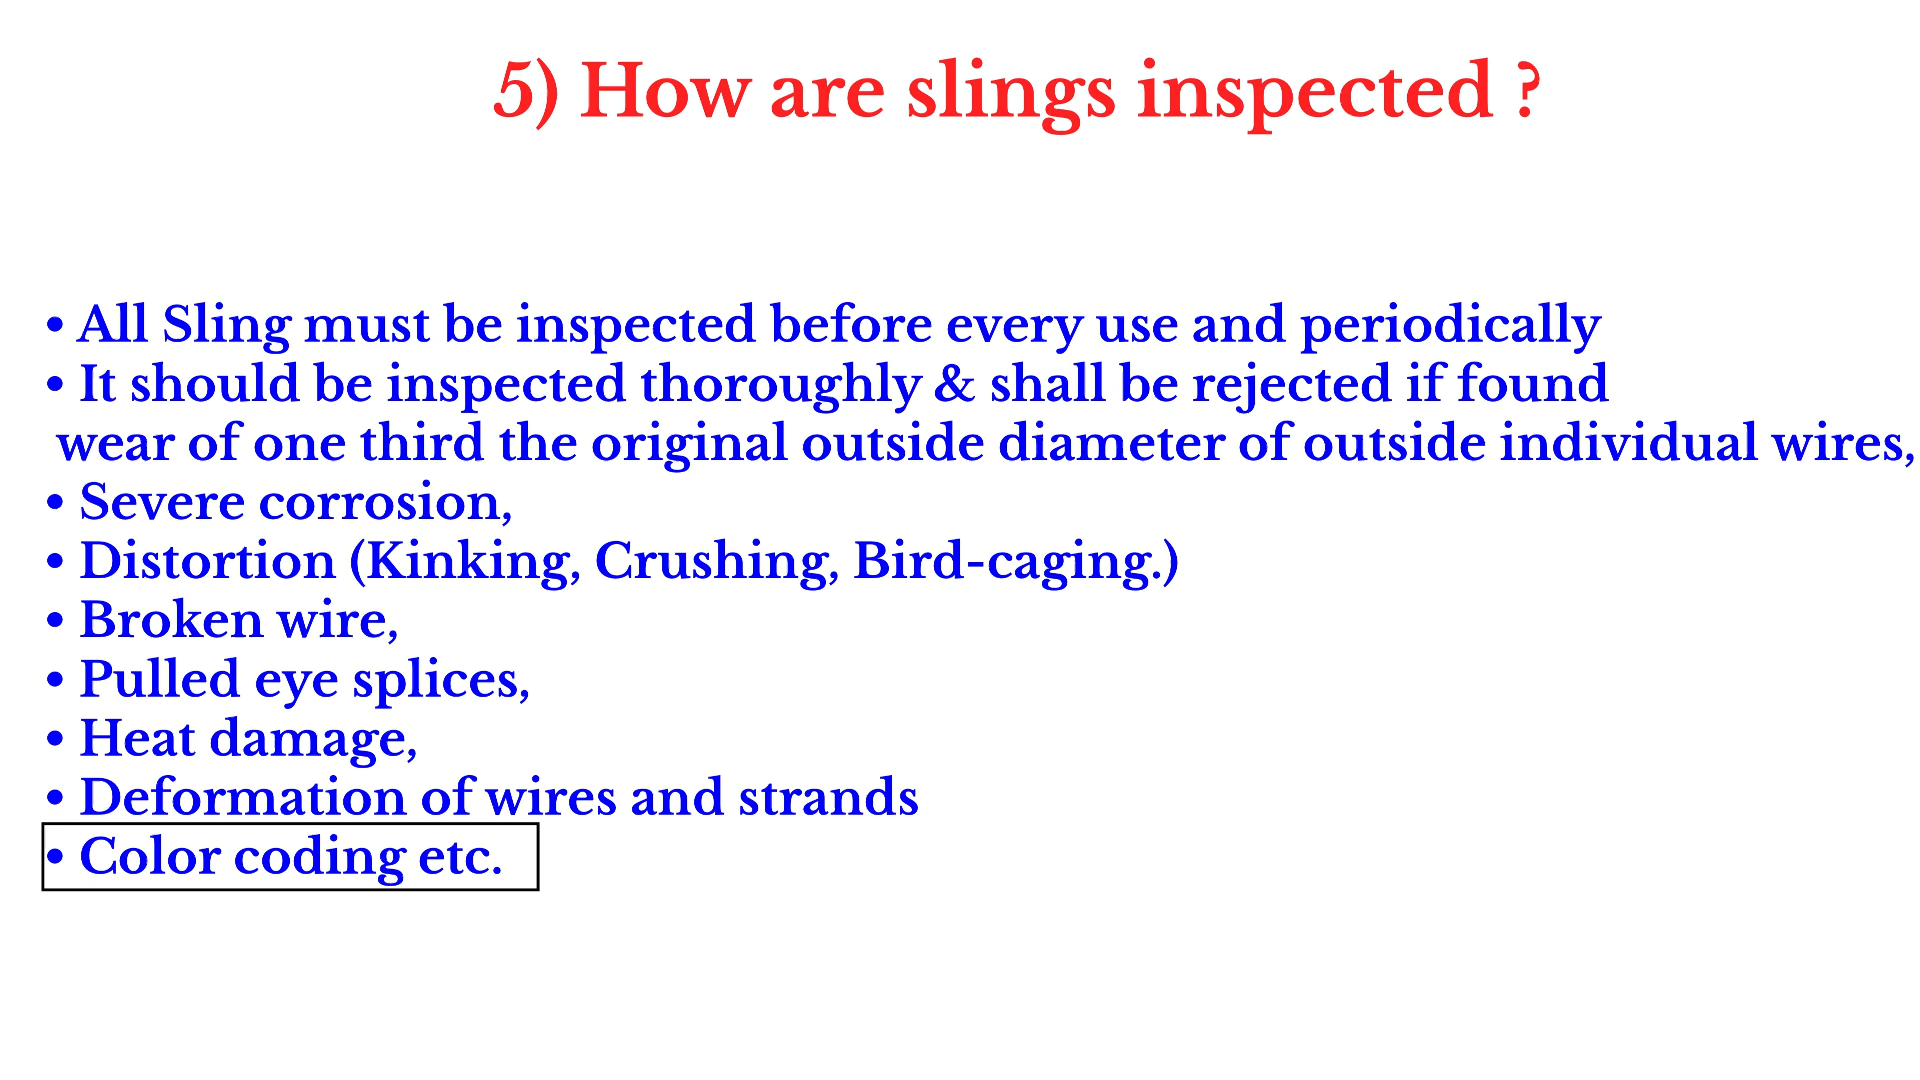 5) How are slings inspected ?
• All Sling must be inspected before every use and periodically
• It should be inspected thoroughly & shall be rejected if found
wear of one third the original outside diameter of outside individual wires,
• Severe corrosion,
• Distortion (Kinking, Crushing, Bird-caging.)
• Broken wire,
• Pulled eye splices,
• Heat damage,
• Deformation of wires and strands
• Color coding etc.